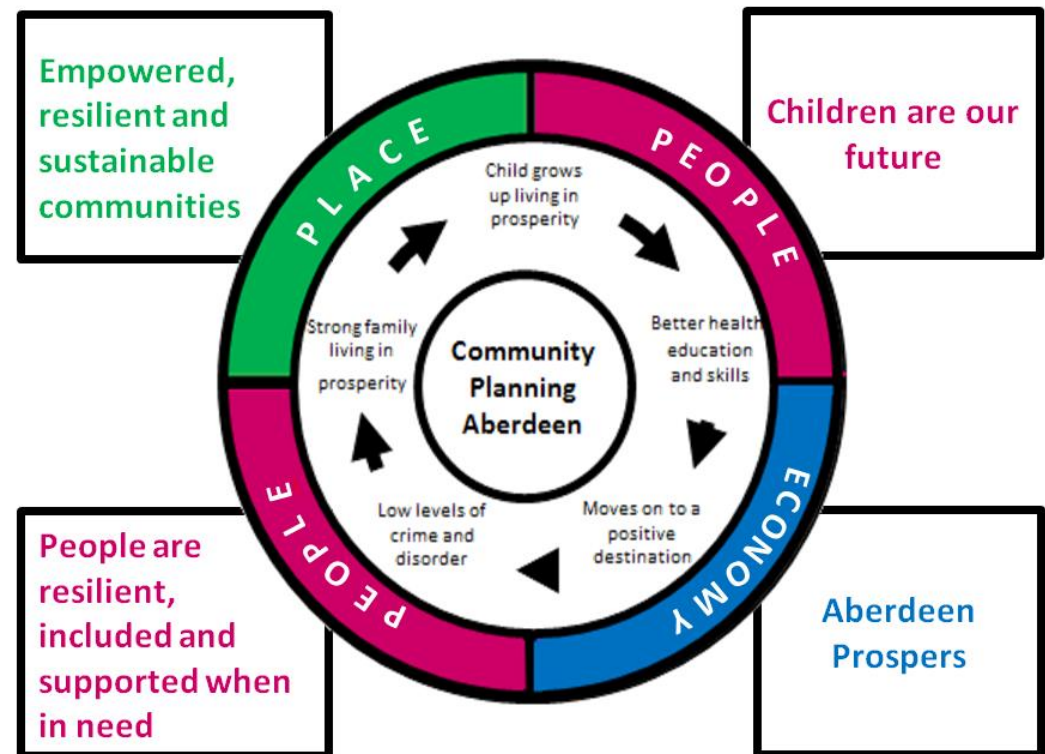 Empowered,
resilient and
sustainable
communities
Children are our
future
PLACE
PEOPLE
Child grows
up living in
prosperity
Strong family
living in
prosperity
Community
Planning
Aberdeen
Better health
education
and skills
Low levels of
crime and
disorder
Moves on to a
positive
destination
PEOPLE
ECONOMY
People are
resilient,
included and
supported when
in need
Aberdeen
Prospers